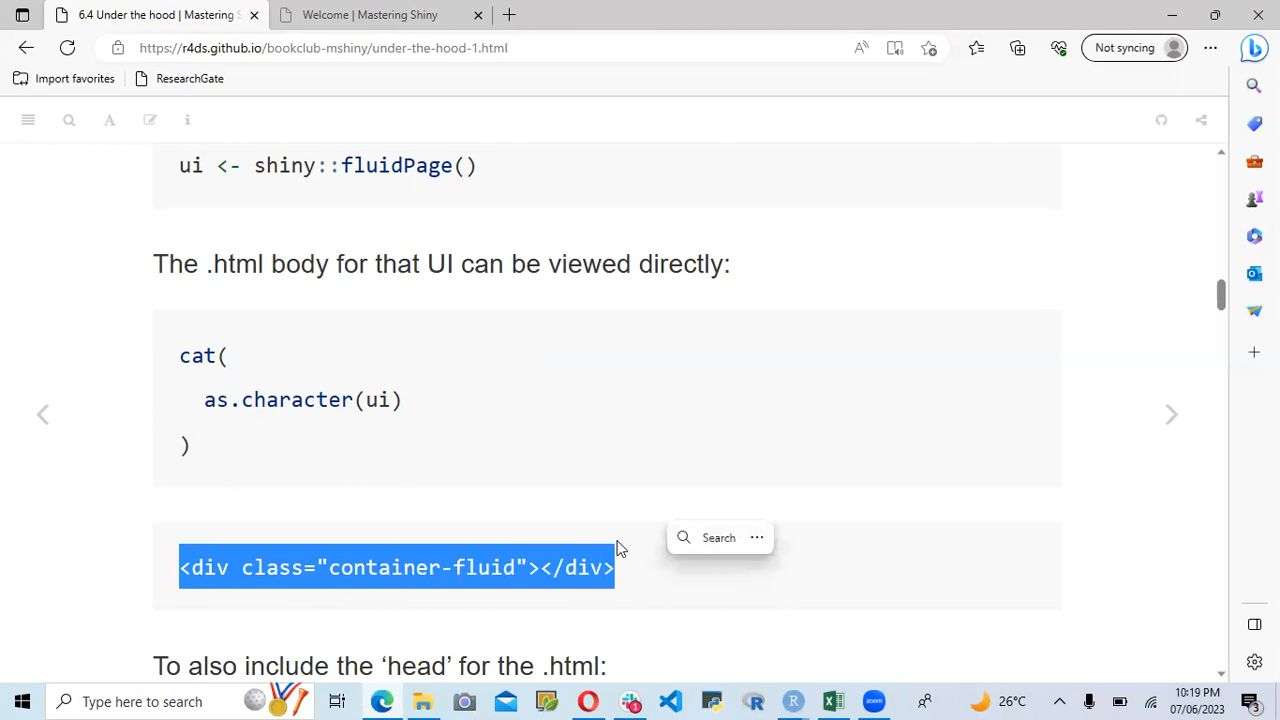 6.4 Under the hood | Mastering S
Welcome | Mastering Shiny
https://r4ds.github.io/bookclub-mshiny/under-the-hood-1.html
Not syncing
Import favorites
ResearchGate
ui <- shiny::fluidPage()
The .html body for that UI can be viewed directly:
cat(
as.character(ui)
)
Search
<div class="container-fluid"></div>
To also include the ‘head’ for the .html:
Type here to search
1
zoom
26°C
10:19 PM
07/06/2023
3